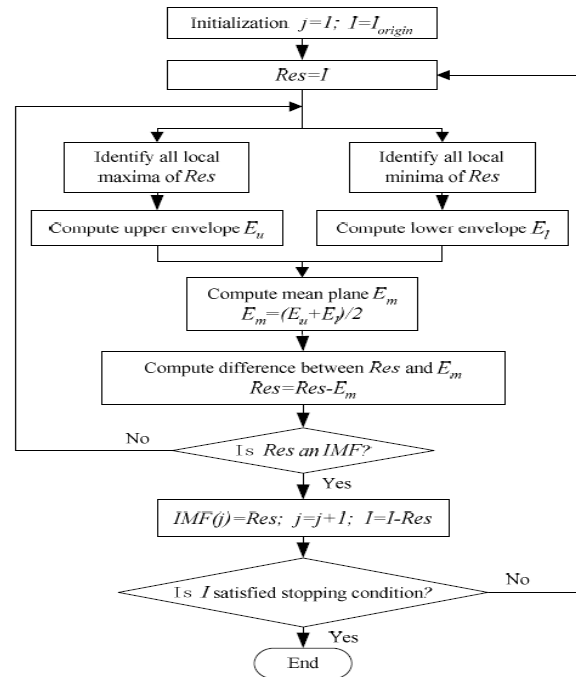 Initialization j=1; I=I_origin
Res=I
Identify all local
maxima of Res
Identify all local
minima of Res
Compute upper envelope E_u
Compute lower envelope E_l
Compute mean plane E_m
E_m=(E_u+E_l)/2
Compute difference between Res and E_m
Res=Res-E_m
No
Is Res an IMF?
Yes
IMF(j)=Res; j=j+1; I=I-Res
Is I satisfied stopping condition?
No
Yes
End